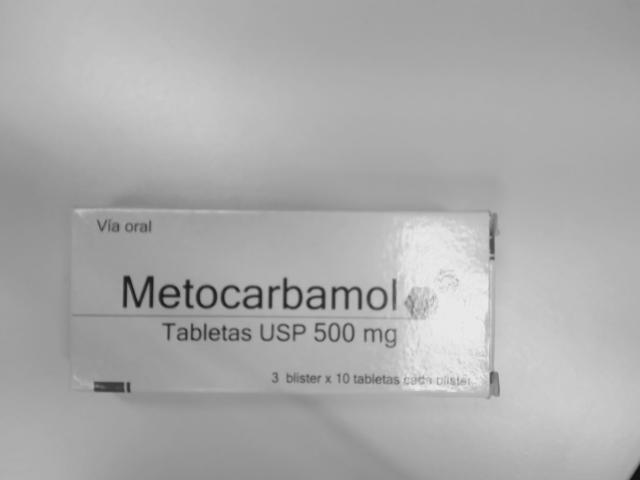 Vía oral
Metocarbamol
Tabletas USP 500 mg
3 blister x 10 tabletas cada blister